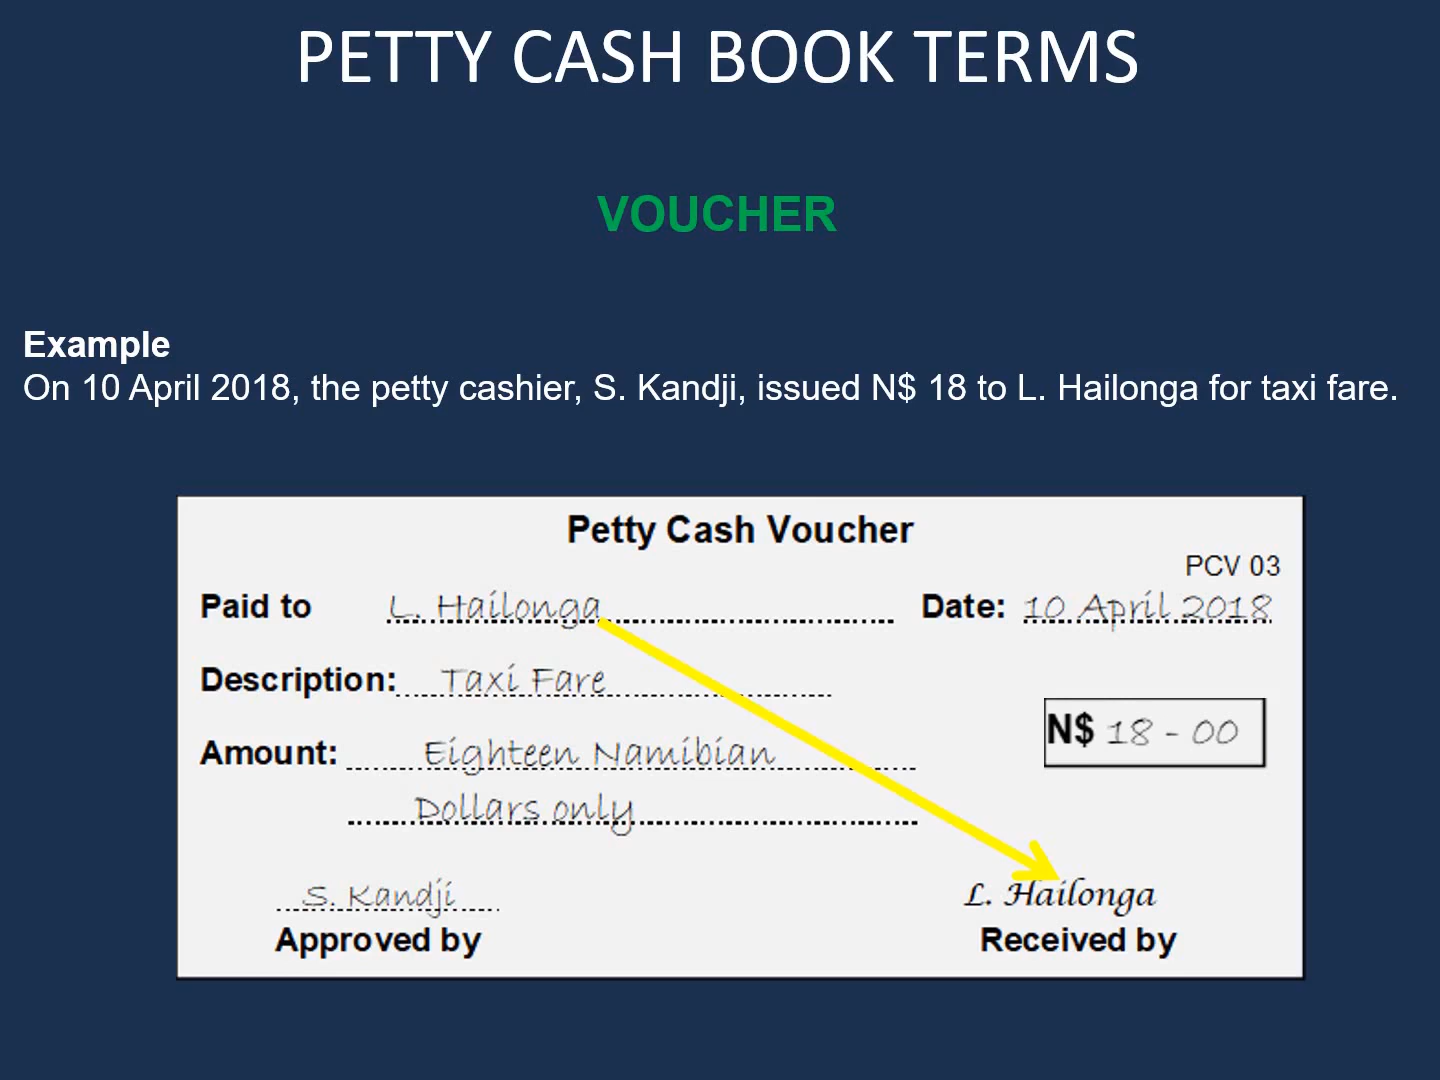 PETTY CASH BOOK TERMS
VOUCHER
Example
On 10 April 2018, the petty cashier, S. Kandji, issued N$ 18 to L. Hailonga for taxi fare.
Petty Cash Voucher
PCV 03
Paid to L. Hailonga Date: 10 April 2018
Description: Taxi Fare
N$ 18 - 00
Amount: Eighteen Namibian
Dollars only
S. Kandji L. Hailonga
Approved by Received by